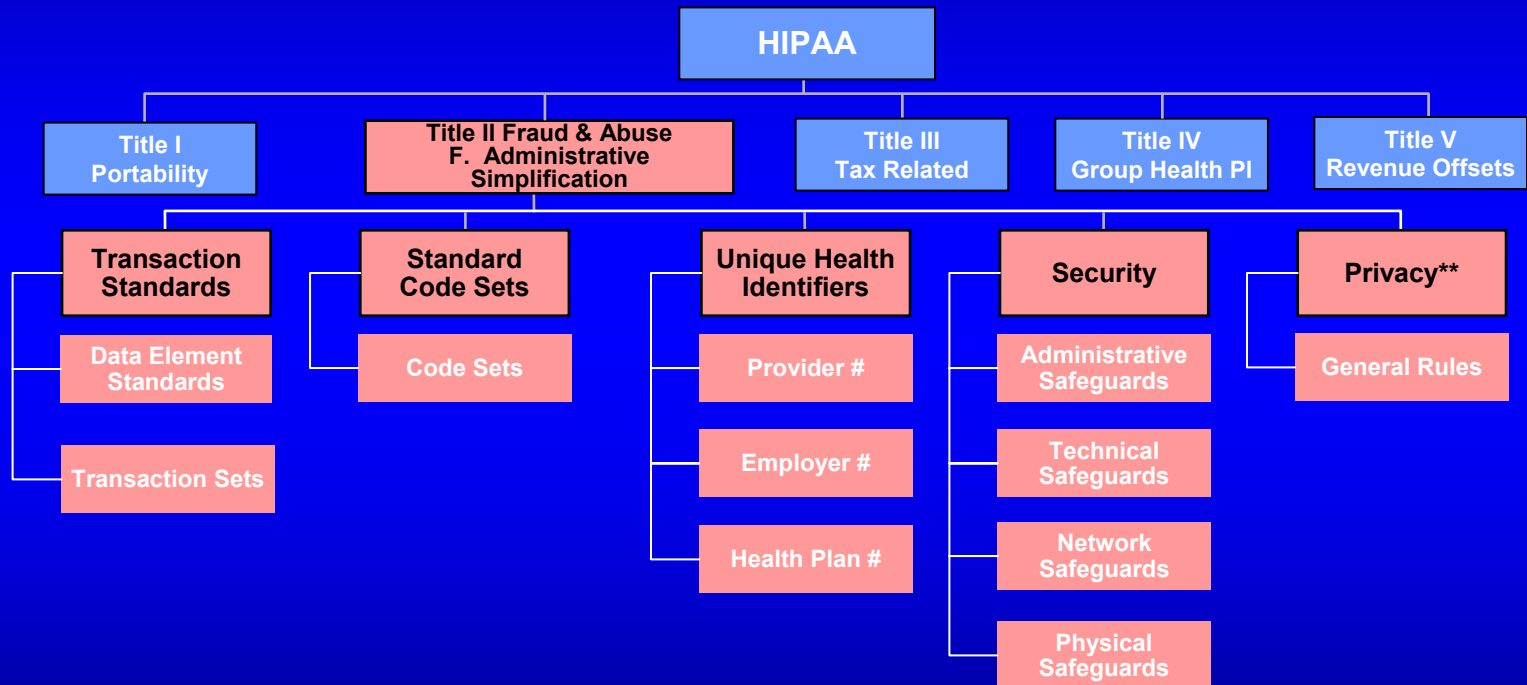 HIPAA
Title I
Portability
Title II Fraud & Abuse
F. Administrative
Simplification
Title III
Tax Related
Title IV
Group Health Pl
Title V
Revenue Offsets
Transaction
Standards
Standard
Code Sets
Unique Health
Identifiers
Security
Privacy**
Data Element
Standards
Transaction Sets
Code Sets
Provider #
Employer #
Health Plan #
Administrative
Safeguards
Technical
Safeguards
Network
Safeguards
Physical
Safeguards
General Rules